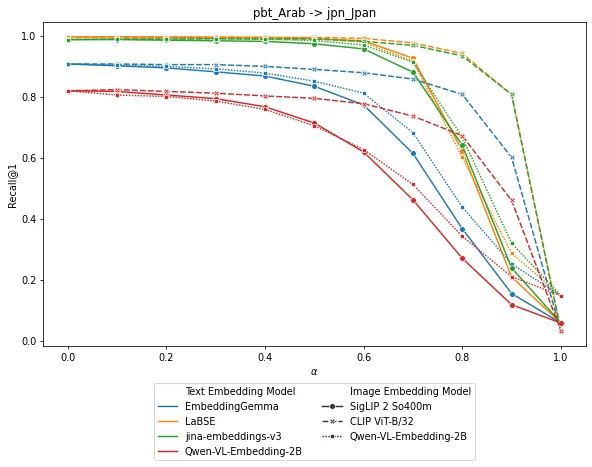 pbt_Arab -> jpn_Jpan
Recall@1
1.0
0.8
0.6
0.4
0.2
0.0
0.0 0.2 0.4 0.6 0.8 1.0
α
Text Embedding Model
EmbeddingGemma
LaBSE
jina-embeddings-v3
Qwen-VL-Embedding-2B
Image Embedding Model
SigLIP 2 So400m
CLIP ViT-B/32
Qwen-VL-Embedding-2B